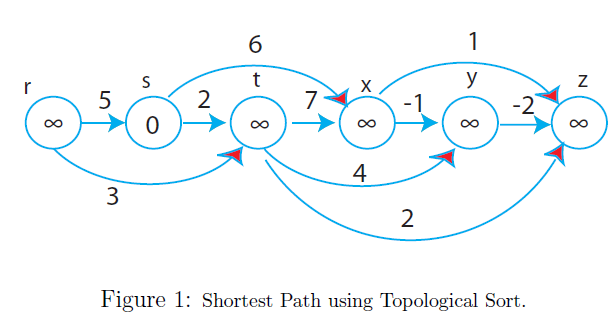 6
1
r
s
t
x
y
z
5
2
7
-1
-2
∞
0
∞
∞
∞
∞
3
4
2
Figure 1: Shortest Path using Topological Sort.